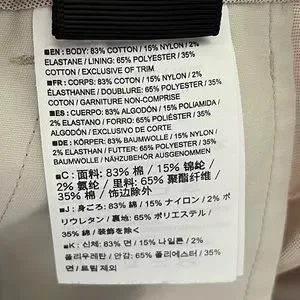 ■EN : BODY: 83% COTTON / 15% NYLON / 2%
ELASTANE / LINING: 65% POLYESTER / 35%
COTTON / EXCLUSIVE OF TRIM
■FR : CORPS: 83% COTON / 15% NYLON / 2%
ÉLASTHANNE / DOUBLURE: 65% POLYESTER / 35%
COTON / GARNITURE NON-COMPRISE
■ES : CUERPO: 83% ALGODÓN / 15% POLIAMIDA /
2% ELASTANO / FORRO: 65% POLIÉSTER / 35%
ALGODÓN / EXCLUSIVO DE CORTE
■DE : KÖRPER: 83% BAUMWOLLE / 15% NYLON /
2% ELASTHAN / FUTTER: 65% POLYESTER / 35%
BAUMWOLLE / NÄHZUBEHÖR AUSGENOMMEN
■C : 面料: 83% 棉 / 15% 锦纶 /
2% 氨纶 / 里料: 65% 聚酯纤维 /
35% 棉 / 饰边除外
■J : 身ごろ: 83% 綿 / 15% ナイロン / 2% ポ
リウレタン / 裏地: 65% ポリエステル /
35% 綿 / 装飾を除く
■K : 신체: 83% 면 / 15% 나일론 / 2%
폴리우레탄 / 안감: 65% 폴리에스터 / 35%
면 / 트림 제외